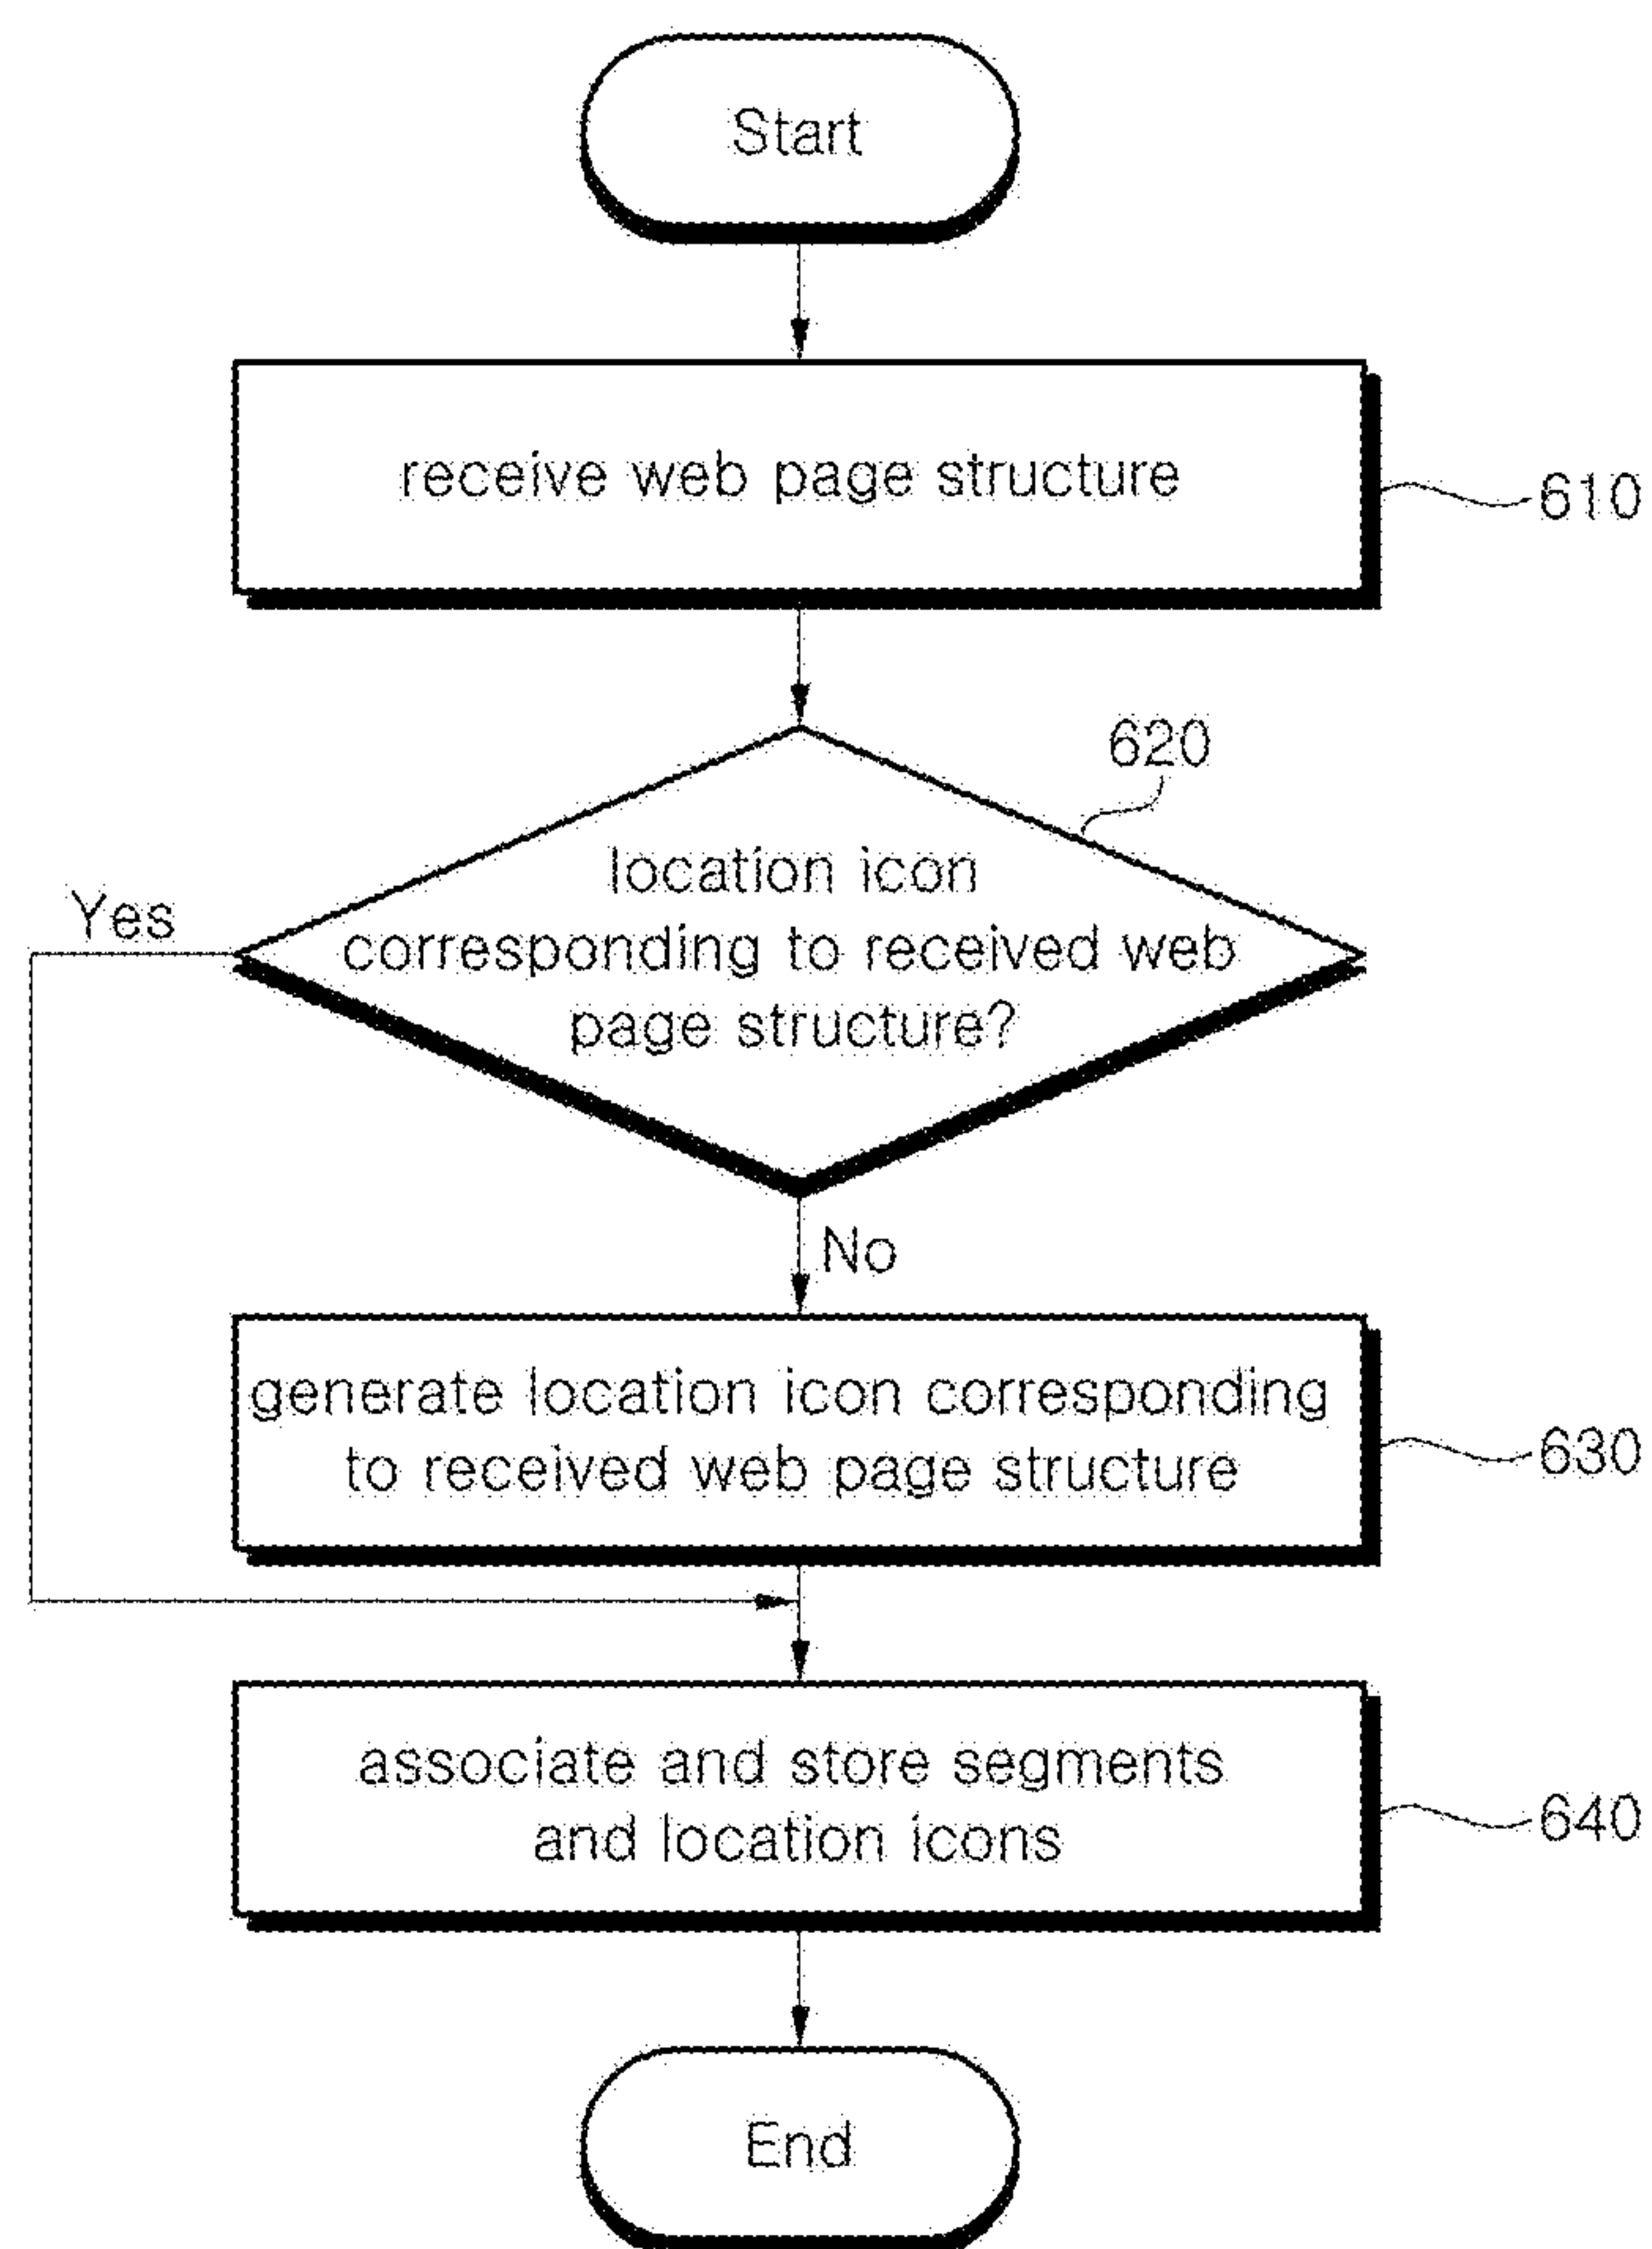 Start
receive web page structure
610
620
location icon
corresponding to received web
page structure?
Yes
No
generate location icon corresponding
to received web page structure
630
associate and store segments
and location icons
640
End